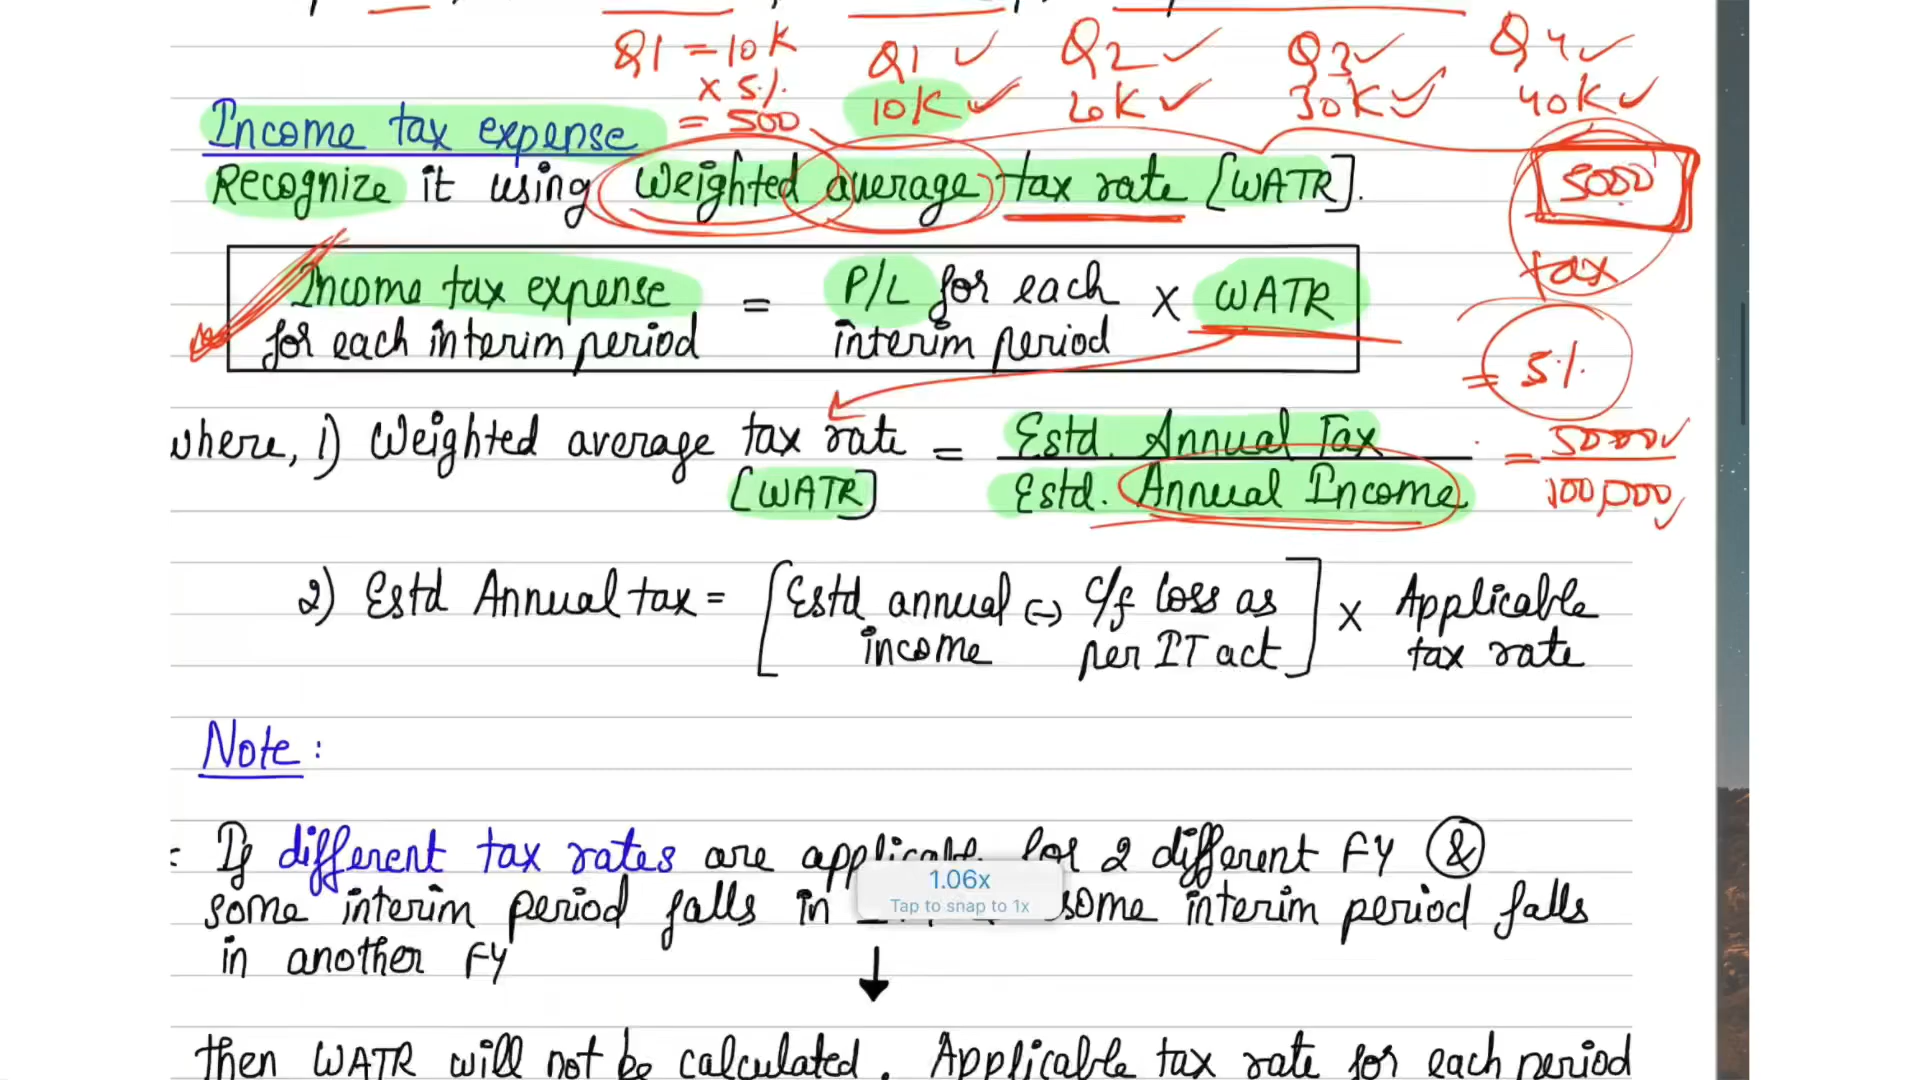 Q1 = 10K Q1 Q2 Q3 Q4
x 5% 10K 20K 30K 40K
Income tax expense = 500
Recognize it using Weighted average tax rate [WATR]. 5000
tax
Income tax expense = P/L for each x WATR
for each interim period interim period
= 5%
where, 1) Weighted average tax rate = Estd. Annual Tax = 5000
[WATR] Estd. Annual Income 100,000
2) Estd Annual tax = [Estd annual (-) c/f loss as] x Applicable
income per IT act tax rate
Note :
If different tax rates are applicable for 2 different FY &
1.06x
Tap to snap to 1x
some interim period falls in some interim period falls
in another FY
then WATR will not be calculated. Applicable tax rate for each period